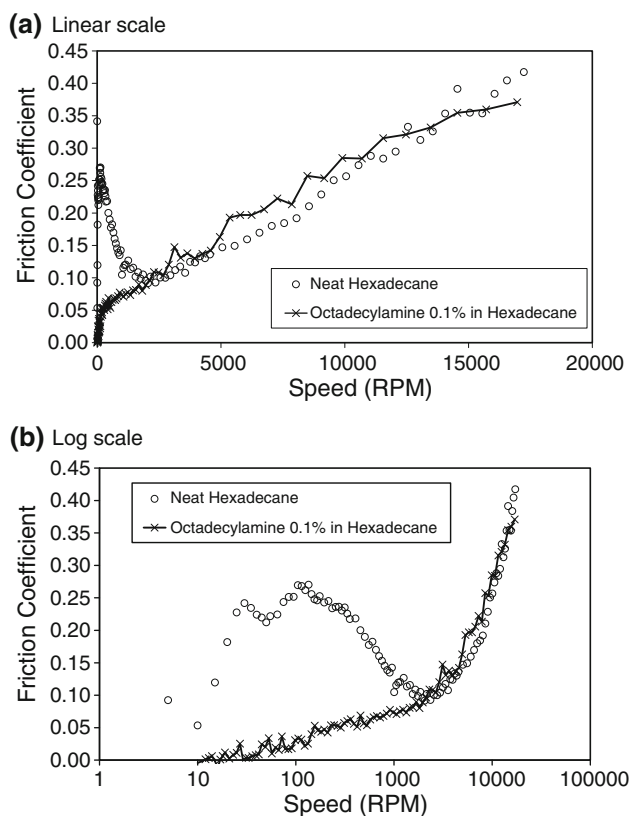 (a) Linear scale
0.45
0.40
0.35
0.30
0.25
0.20
0.15
0.10
0.05
0.00
Friction Coefficient
Neat Hexadecane
Octadecylamine 0.1% in Hexadecane
0 5000 10000 15000 20000
Speed (RPM)
(b) Log scale
0.45
0.40
0.35
0.30
0.25
0.20
0.15
0.10
0.05
0.00
Friction Coefficient
Neat Hexadecane
Octadecylamine 0.1% in Hexadecane
1 10 100 1000 10000 100000
Speed (RPM)